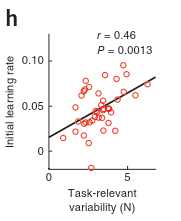 h
r = 0.46
P = 0.0013
0.10
0.05
0
0
5
Initial learning rate
Task-relevant
variability (N)